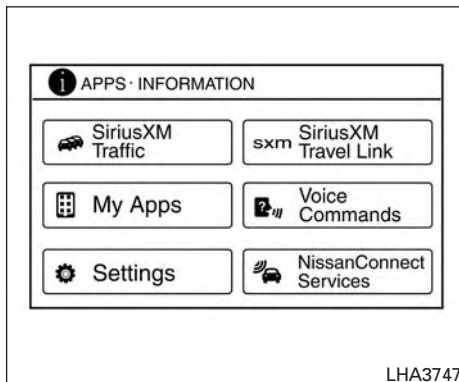 i APPS · INFORMATION
SiriusXM
Traffic
sxm SiriusXM
Travel Link
My Apps
? Voice
Commands
Settings
NissanConnect
Services
LHA3747